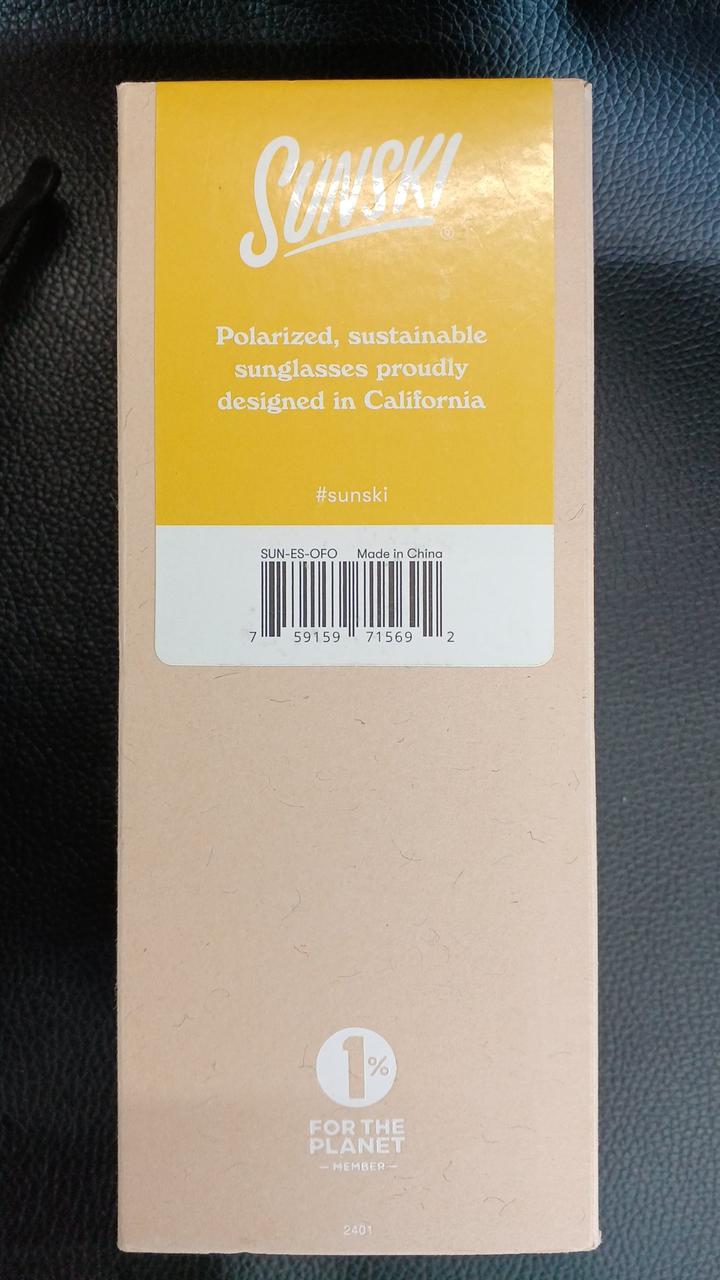 SUNSKI
®
Polarized, sustainable
sunglasses proudly
designed in California
#sunski
SUN-ES-OFO Made in China
7 59159 71569 2
1%
FOR THE
PLANET
— MEMBER —
2401